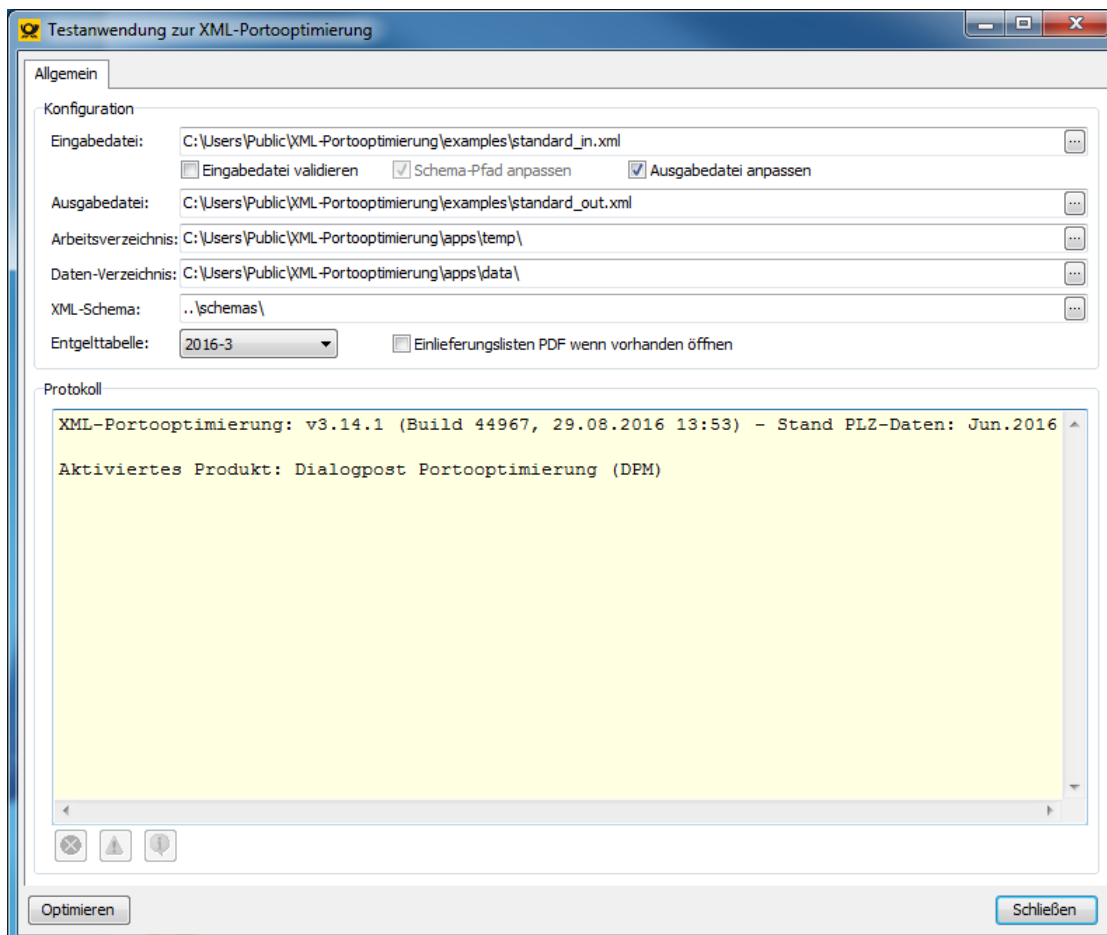 Testanwendung zur XML-Portooptimierung
Allgemein
Konfiguration
Eingabedatei: C:\Users\Public\XML-Portooptimierung\examples\standard_in.xml ...
Eingabedatei validieren Schema-Pfad anpassen Ausgabedatei anpassen
Ausgabedatei: C:\Users\Public\XML-Portooptimierung\examples\standard_out.xml ...
Arbeitsverzeichnis: C:\Users\Public\XML-Portooptimierung\apps\temp\ ...
Daten-Verzeichnis: C:\Users\Public\XML-Portooptimierung\apps\data\ ...
XML-Schema: ..\schemas\ ...
Entgelttabelle: 2016-3 Einlieferungslisten PDF wenn vorhanden öffnen
Protokoll
XML-Portooptimierung: v3.14.1 (Build 44967, 29.08.2016 13:53) - Stand PLZ-Daten: Jun.2016
Aktiviertes Produkt: Dialogpost Portooptimierung (DPM)
Optimieren Schließen